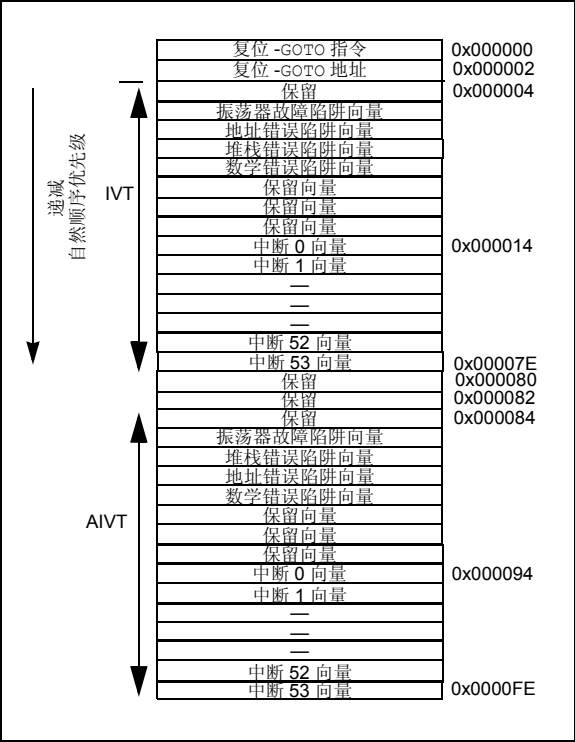 复位 -GOTO 指令 0x000000
复位 -GOTO 地址 0x000002
保留 0x000004
振荡器故障陷阱向量
地址错误陷阱向量
堆栈错误陷阱向量
数学错误陷阱向量
保留向量
保留向量
保留向量
中断 0 向量 0x000014
中断 1 向量
—
—
—
中断 52 向量
中断 53 向量 0x00007E
保留 0x000080
保留 0x000082
保留 0x000084
振荡器故障陷阱向量
堆栈错误陷阱向量
地址错误陷阱向量
数学错误陷阱向量
保留向量
保留向量
保留向量
中断 0 向量 0x000094
中断 1 向量
—
—
—
中断 52 向量
中断 53 向量 0x0000FE
递减
自然顺序优先级
IVT
AIVT